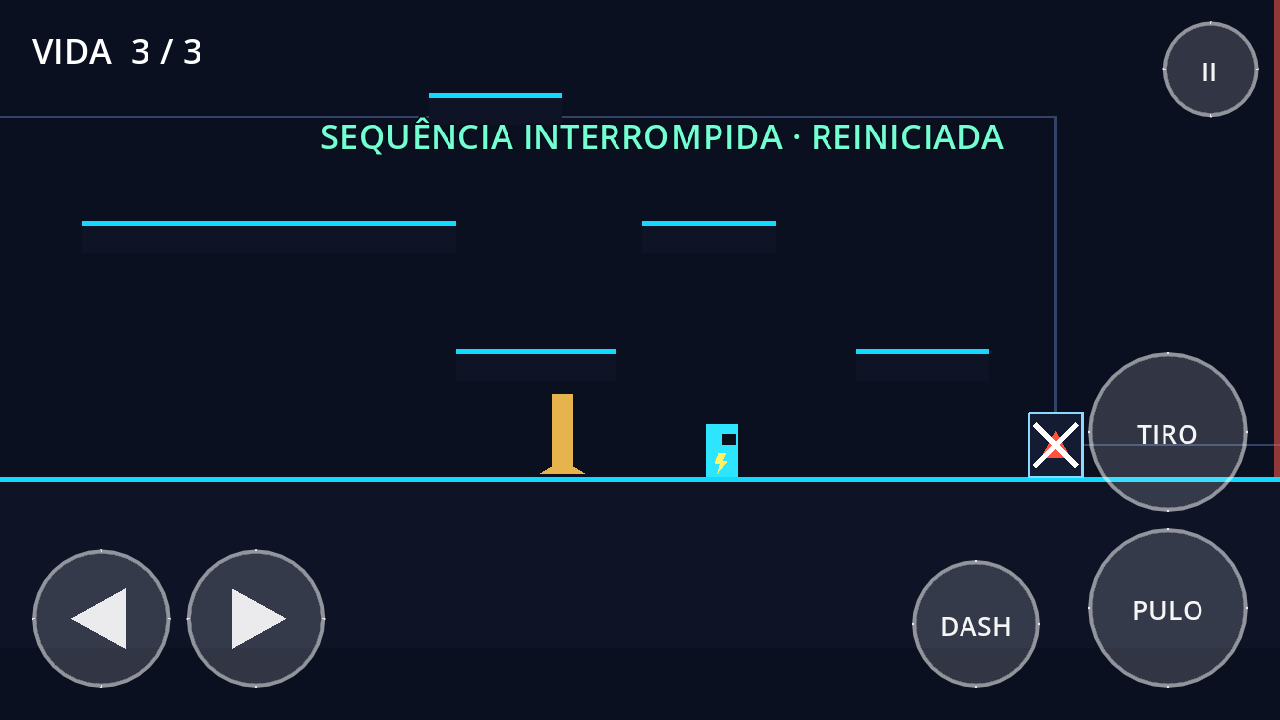 VIDA 3 / 3
II
SEQUÊNCIA INTERROMPIDA · REINICIADA
TIRO
DASH
PULO